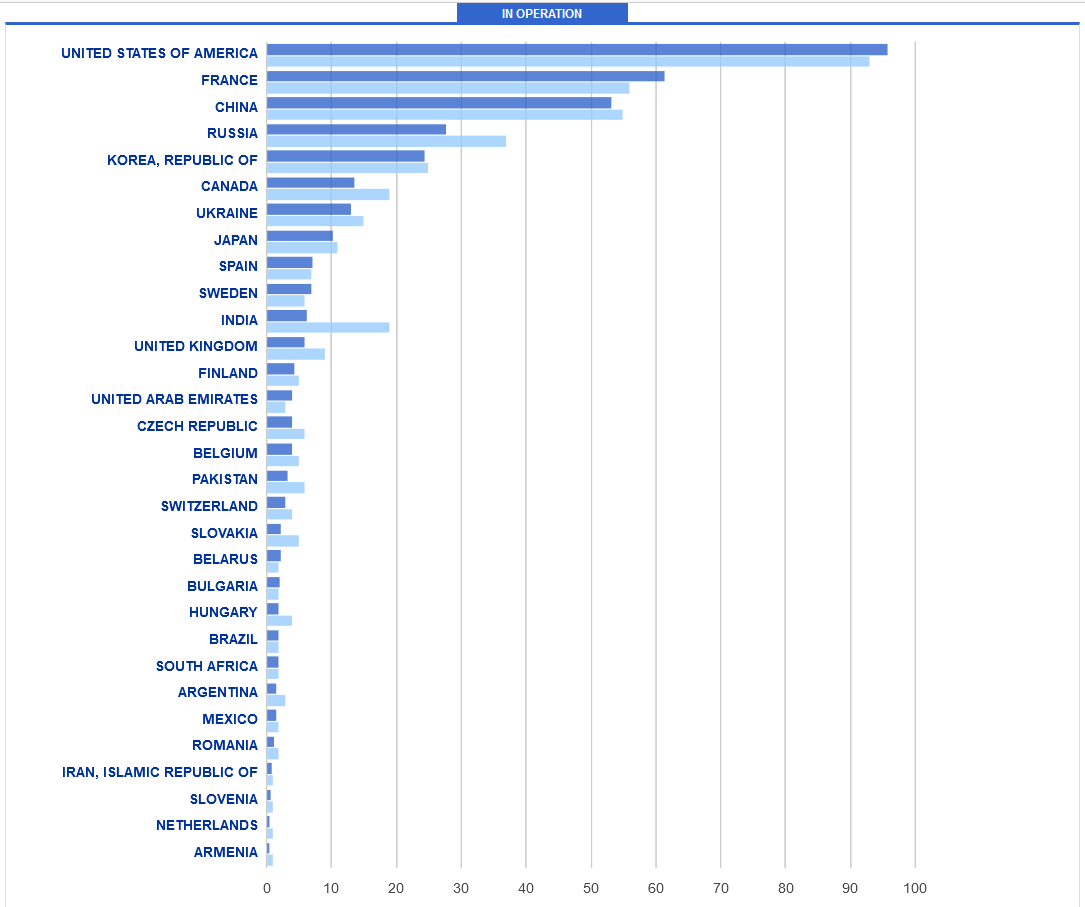 IN OPERATION
UNITED STATES OF AMERICA
FRANCE
CHINA
RUSSIA
KOREA, REPUBLIC OF
CANADA
UKRAINE
JAPAN
SPAIN
SWEDEN
INDIA
UNITED KINGDOM
FINLAND
UNITED ARAB EMIRATES
CZECH REPUBLIC
BELGIUM
PAKISTAN
SWITZERLAND
SLOVAKIA
BELARUS
BULGARIA
HUNGARY
BRAZIL
SOUTH AFRICA
ARGENTINA
MEXICO
ROMANIA
IRAN, ISLAMIC REPUBLIC OF
SLOVENIA
NETHERLANDS
ARMENIA
0 10 20 30 40 50 60 70 80 90 100